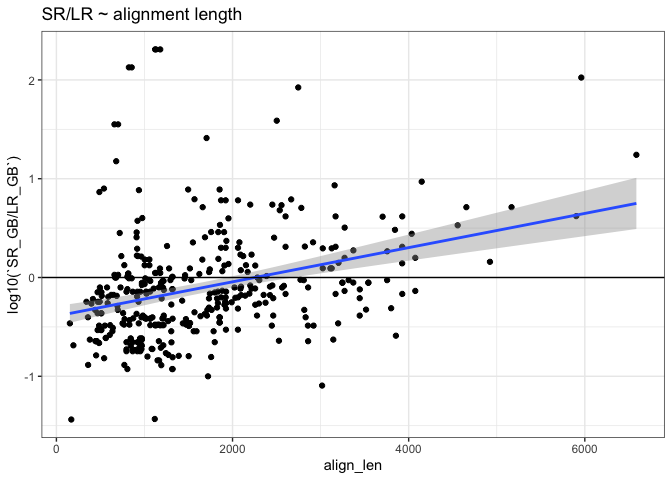 SR/LR ~ alignment length
log10(`SR_GB/LR_GB`)
2
1
0
-1
0
2000
4000
6000
align_len